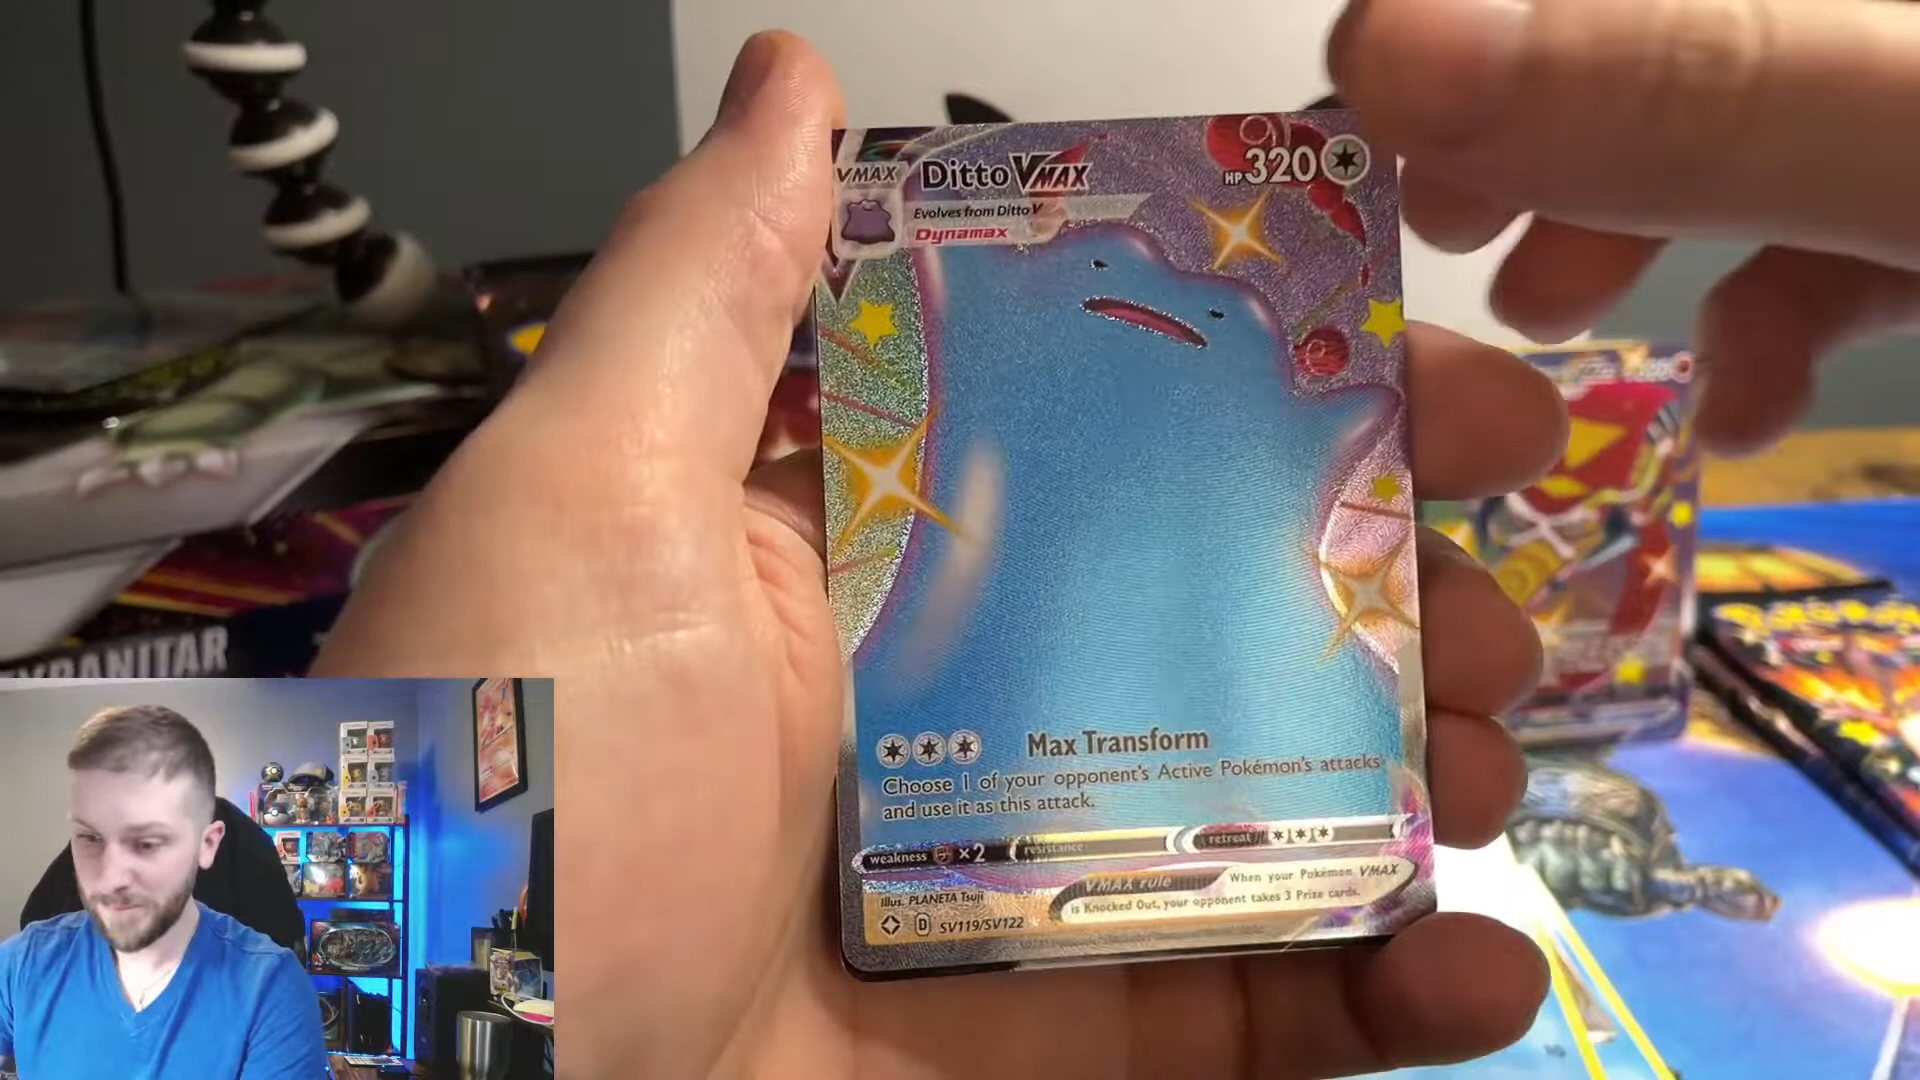 VMAX
Ditto VMAX
HP 320
Evolves from Ditto V
Dynamax
Max Transform
Choose 1 of your opponent's Active Pokémon's attacks
and use it as this attack.
weakness ×2
resistance
retreat
VMAX rule
When your Pokémon VMAX
is Knocked Out, your opponent takes 3 Prize cards.
Illus. PLANETA Tsuji
D SV119/SV122
POKéMON